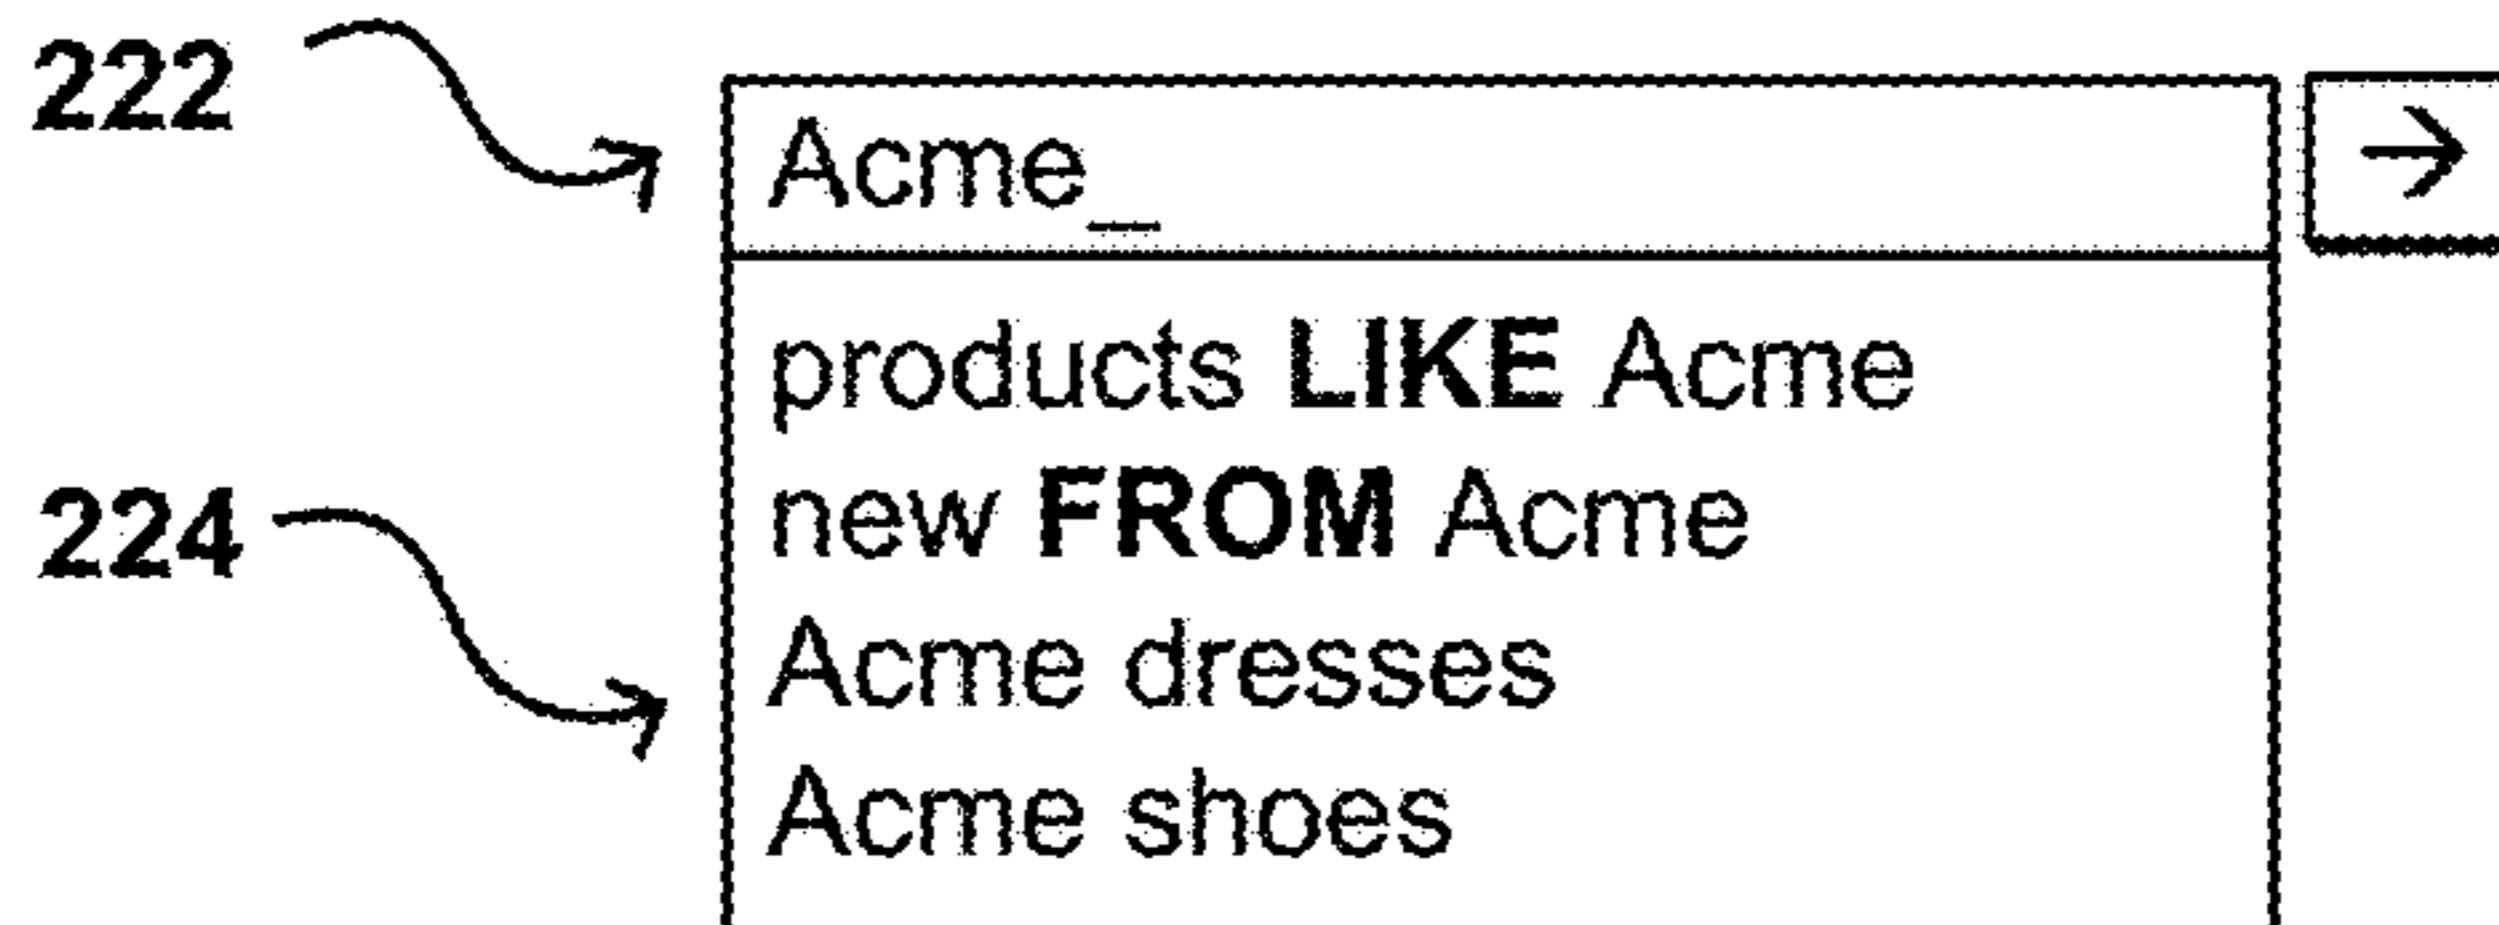 222
Acme_
→
products LIKE Acme
224
new FROM Acme
Acme dresses
Acme shoes